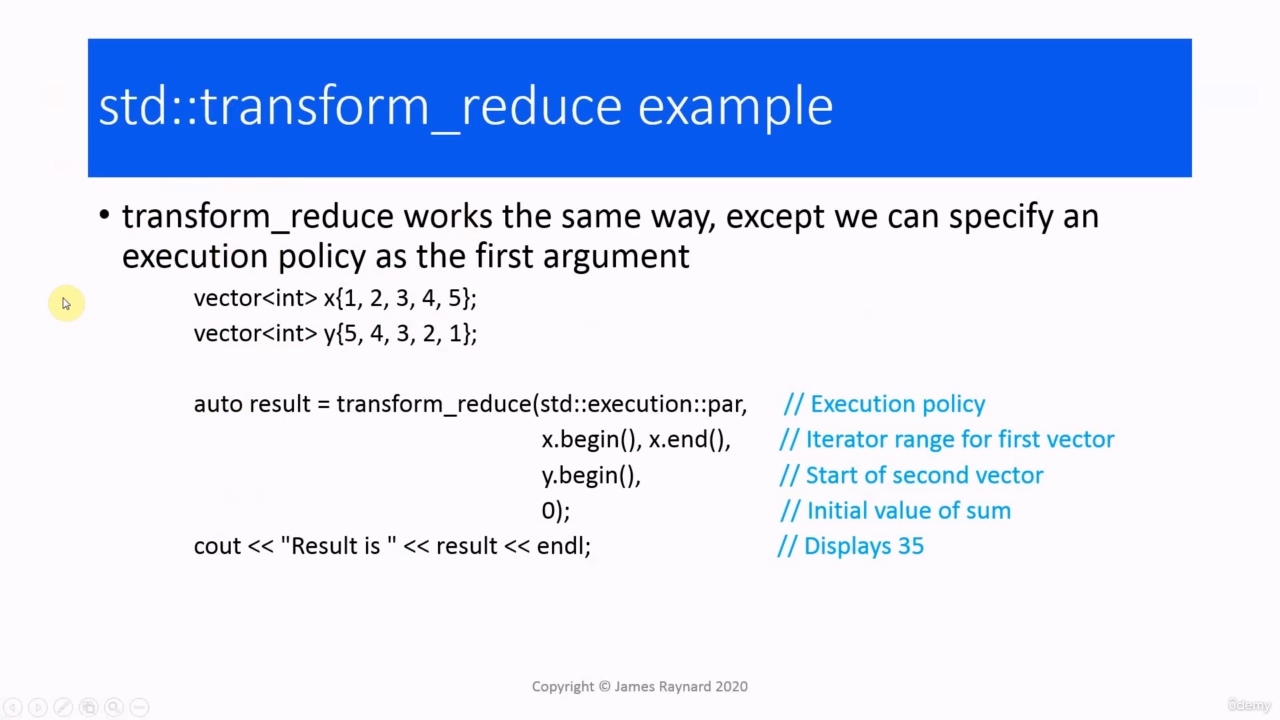 std::transform_reduce example
• transform_reduce works the same way, except we can specify an
execution policy as the first argument
vector<int> x{1, 2, 3, 4, 5};
vector<int> y{5, 4, 3, 2, 1};
auto result = transform_reduce(std::execution::par, // Execution policy
x.begin(), x.end(), // Iterator range for first vector
y.begin(), // Start of second vector
0); // Initial value of sum
cout << "Result is " << result << endl; // Displays 35
Copyright © James Raynard 2020
ûdemy